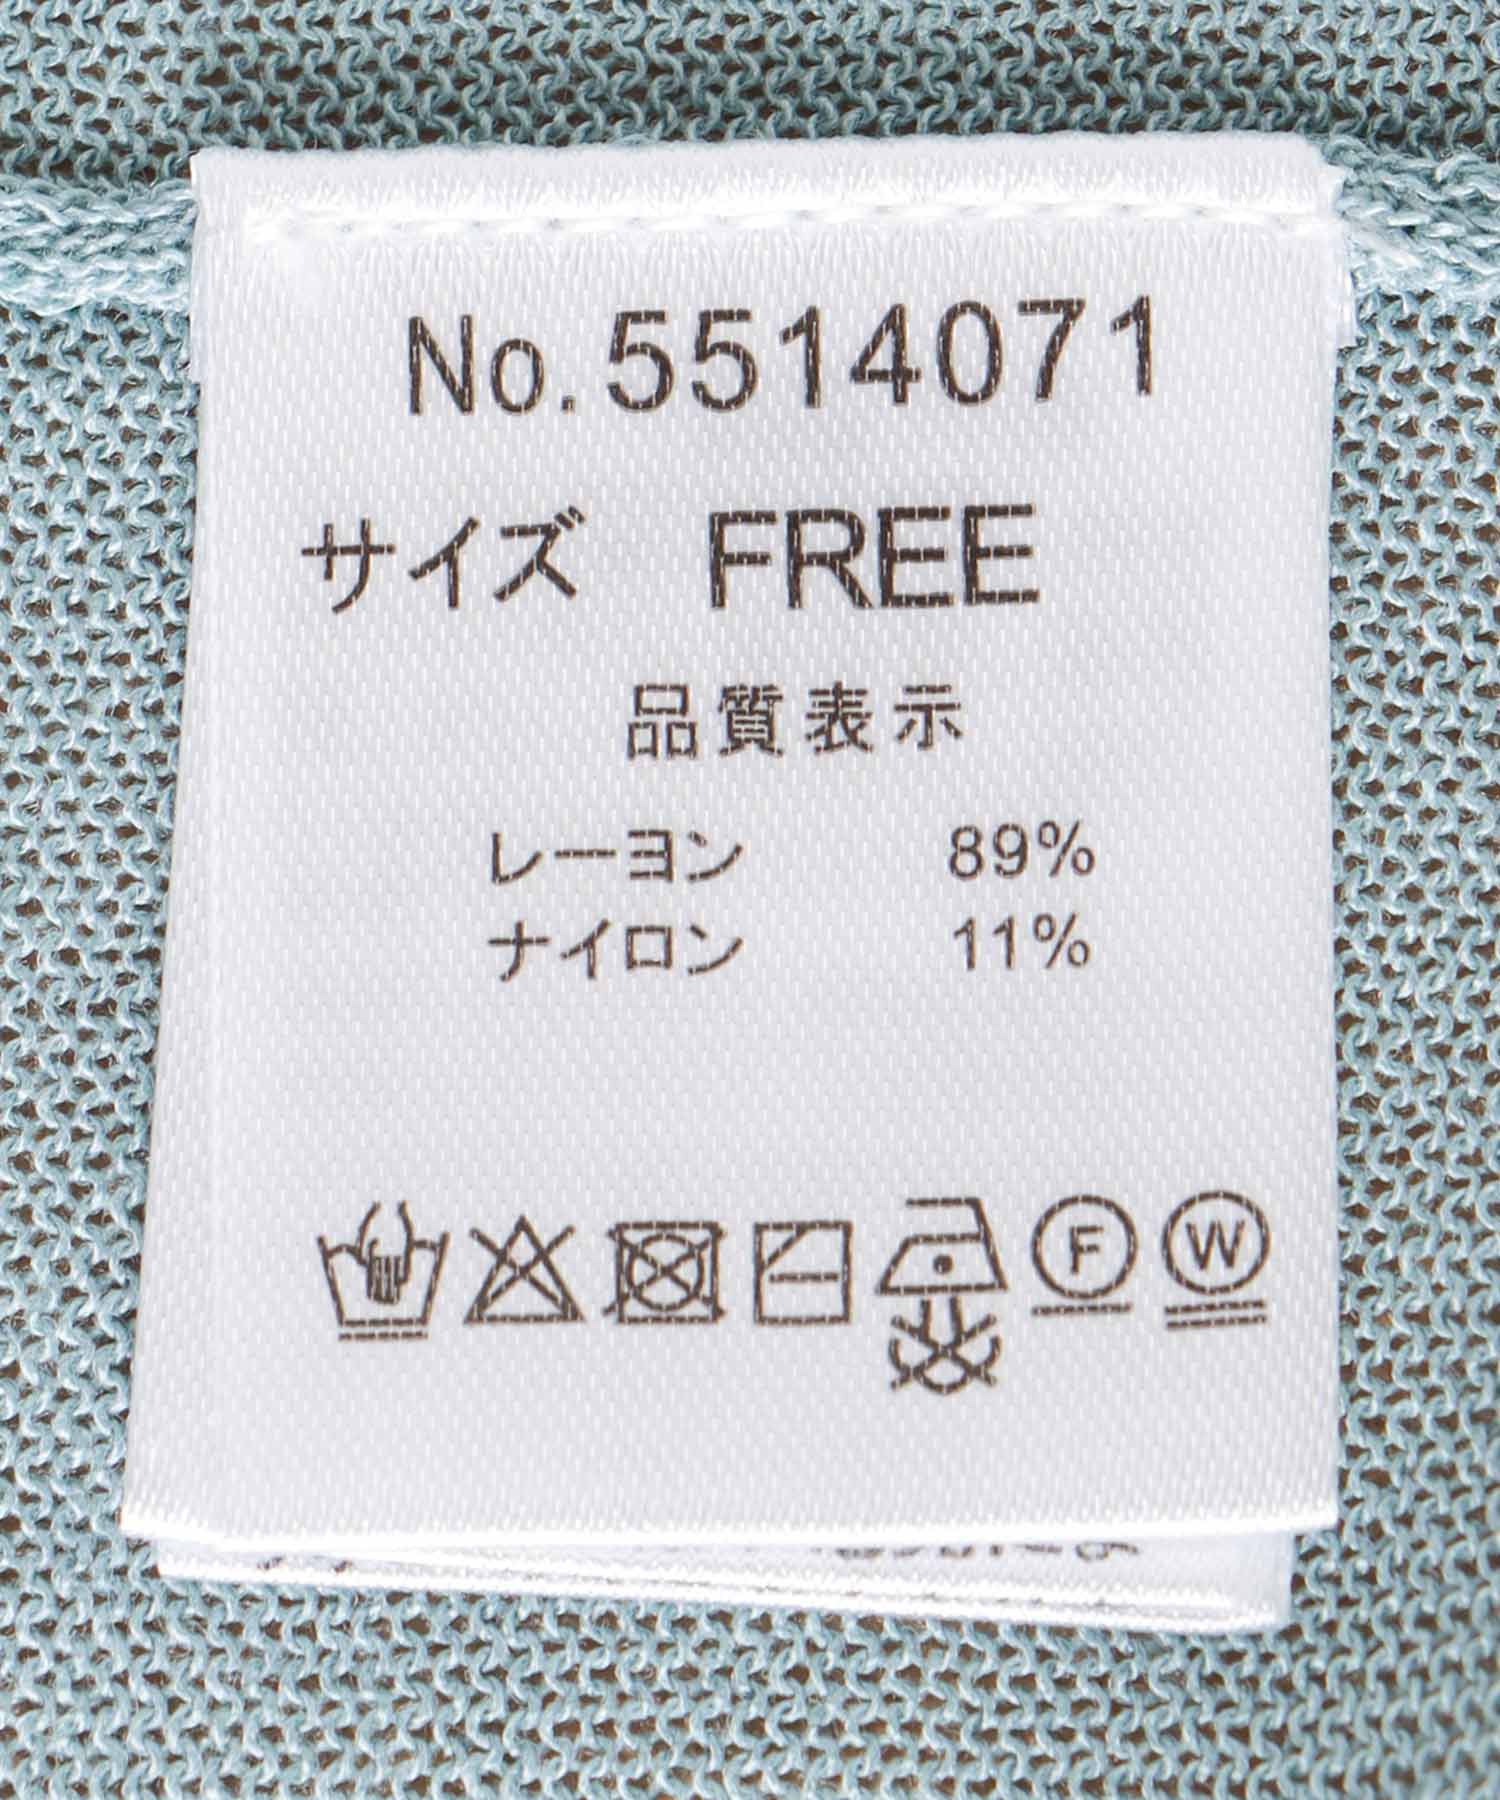 No. 5514071
サイズ FREE
品質表示
レーヨン 89%
ナイロン 11%
F W